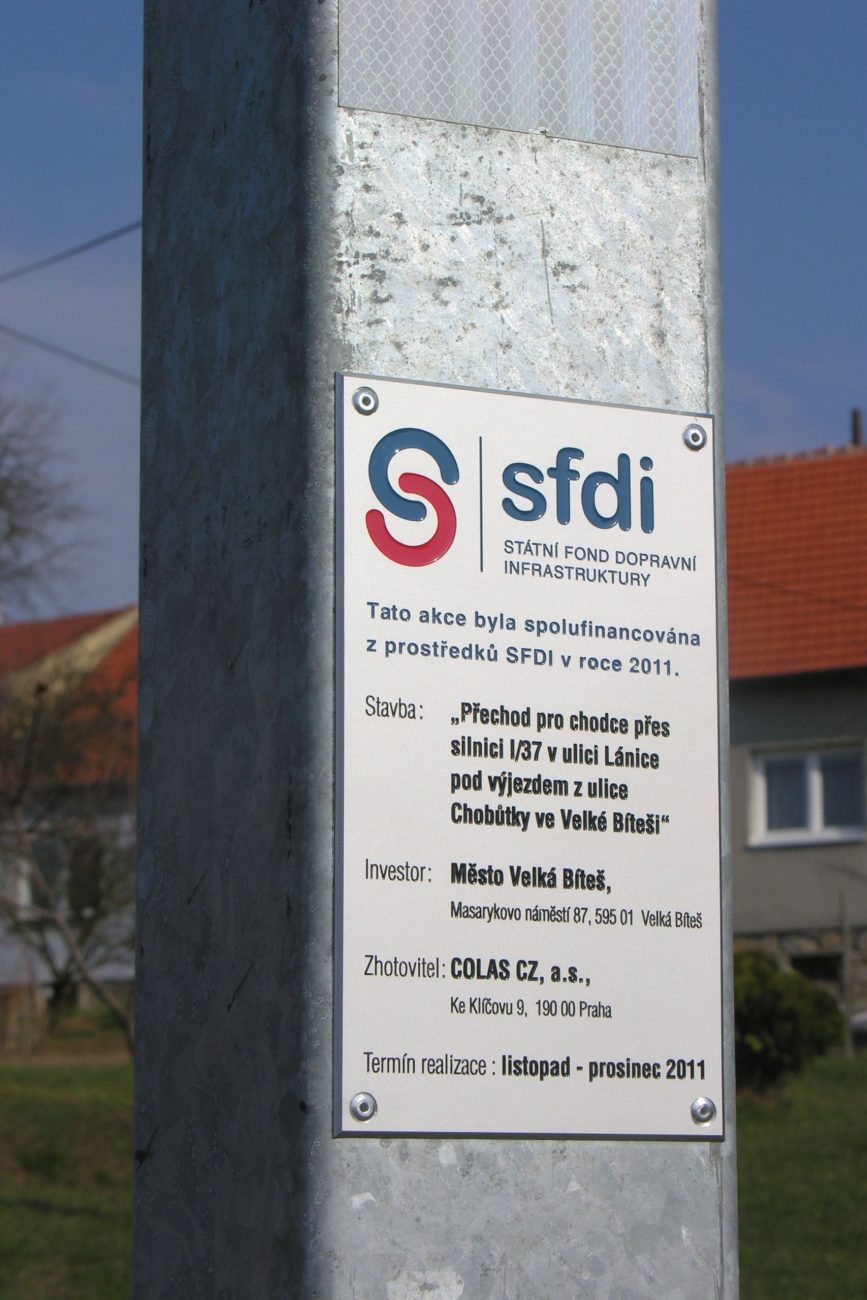 sfdi
STÁTNÍ FOND DOPRAVNÍ
INFRASTRUKTURY
Tato akce byla spolufinancována
z prostředků SFDI v roce 2011.
Stavba: „Přechod pro chodce přes
silnici I/37 v ulici Lánice
pod výjezdem z ulice
Chobůtky ve Velké Bíteši“
Investor: Město Velká Bíteš,
Masarykovo náměstí 87, 595 01 Velká Bíteš
Zhotovitel: COLAS CZ, a.s.,
Ke Klíčovu 9, 190 00 Praha
Termín realizace : listopad - prosinec 2011